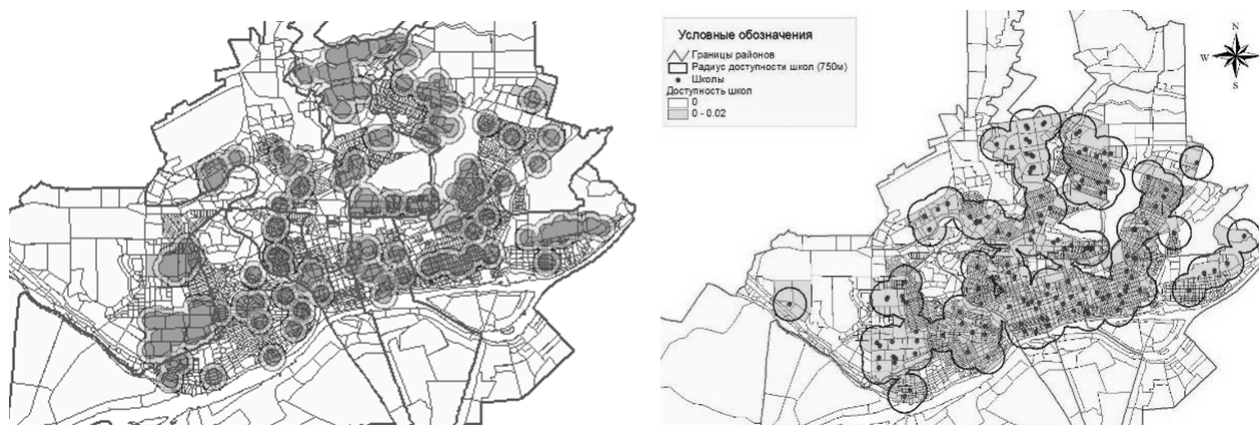 Условные обозначения
Границы районов
Радиус доступности школ (750м)
Школы
Доступность школ
0
0 - 0.02
N
W
E
S